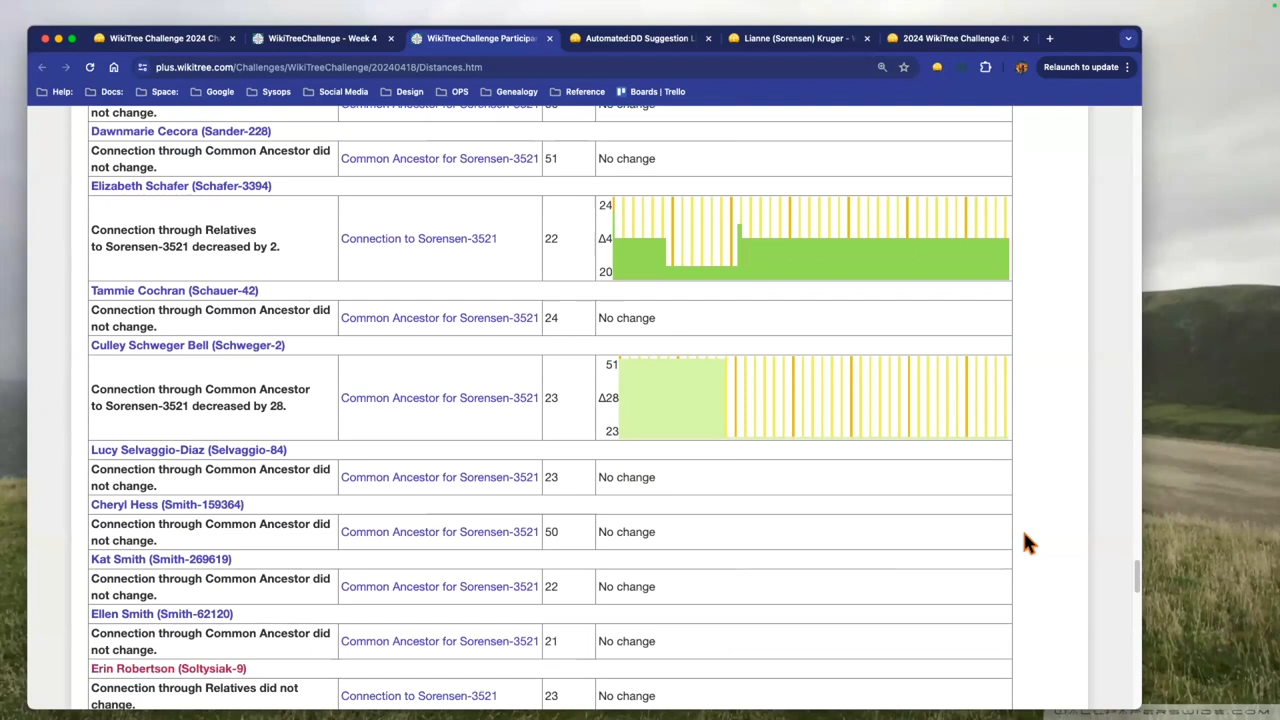 WikiTree Challenge 2024 Ch
WikiTreeChallenge - Week 4
WikiTreeChallenge Participa
Automated:DD Suggestion Li
Lianne (Sorensen) Kruger - W
2024 WikiTree Challenge 4:
plus.wikitree.com/Challenges/WikiTreeChallenge/20240418/Distances.htm
Relaunch to update
Help:
Docs:
Space:
Google
Sysops
Social Media
Design
OPS
Genealogy
Reference
Boards | Trello
not change.
Dawnmarie Cecora (Sander-228)
Connection through Common Ancestor did
not change.
Common Ancestor for Sorensen-3521
51
No change
Elizabeth Schafer (Schafer-3394)
Connection through Relatives
to Sorensen-3521 decreased by 2.
Connection to Sorensen-3521
22
24
Δ4
20
Tammie Cochran (Schauer-42)
Connection through Common Ancestor did
not change.
Common Ancestor for Sorensen-3521
24
No change
Culley Schweger Bell (Schweger-2)
Connection through Common Ancestor
to Sorensen-3521 decreased by 28.
Common Ancestor for Sorensen-3521
23
51
Δ28
23
Lucy Selvaggio-Diaz (Selvaggio-84)
Connection through Common Ancestor did
not change.
Common Ancestor for Sorensen-3521
23
No change
Cheryl Hess (Smith-159364)
Connection through Common Ancestor did
not change.
Common Ancestor for Sorensen-3521
50
No change
Kat Smith (Smith-269619)
Connection through Common Ancestor did
not change.
Common Ancestor for Sorensen-3521
22
No change
Ellen Smith (Smith-62120)
Connection through Common Ancestor did
not change.
Common Ancestor for Sorensen-3521
21
No change
Erin Robertson (Soltysiak-9)
Connection through Relatives did not
change.
Connection to Sorensen-3521
23
No change